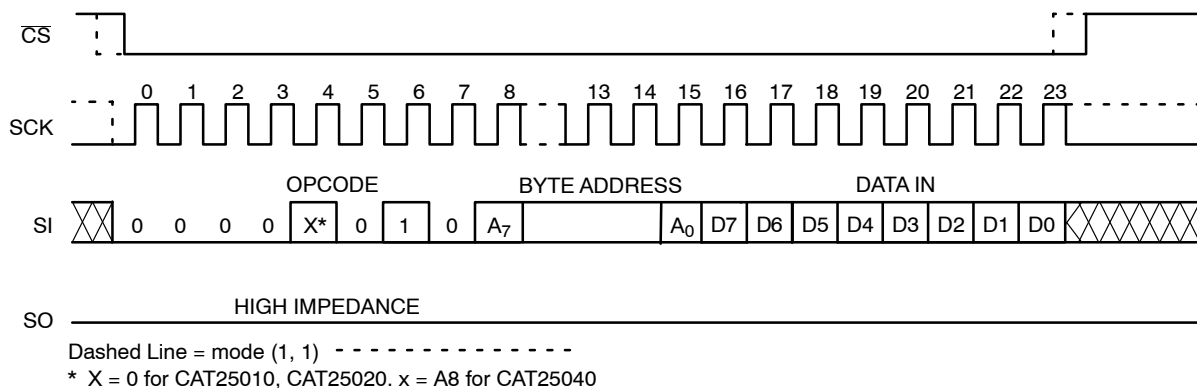 CS
0 1 2 3 4 5 6 7 8 13 14 15 16 17 18 19 20 21 22 23
SCK
OPCODE BYTE ADDRESS DATA IN
SI 0 0 0 0 X* 0 1 0 A7 A0 D7 D6 D5 D4 D3 D2 D1 D0
HIGH IMPEDANCE
SO
Dashed Line = mode (1, 1) - - - - - - - - - - - - - - - -
* X = 0 for CAT25010, CAT25020. x = A8 for CAT25040